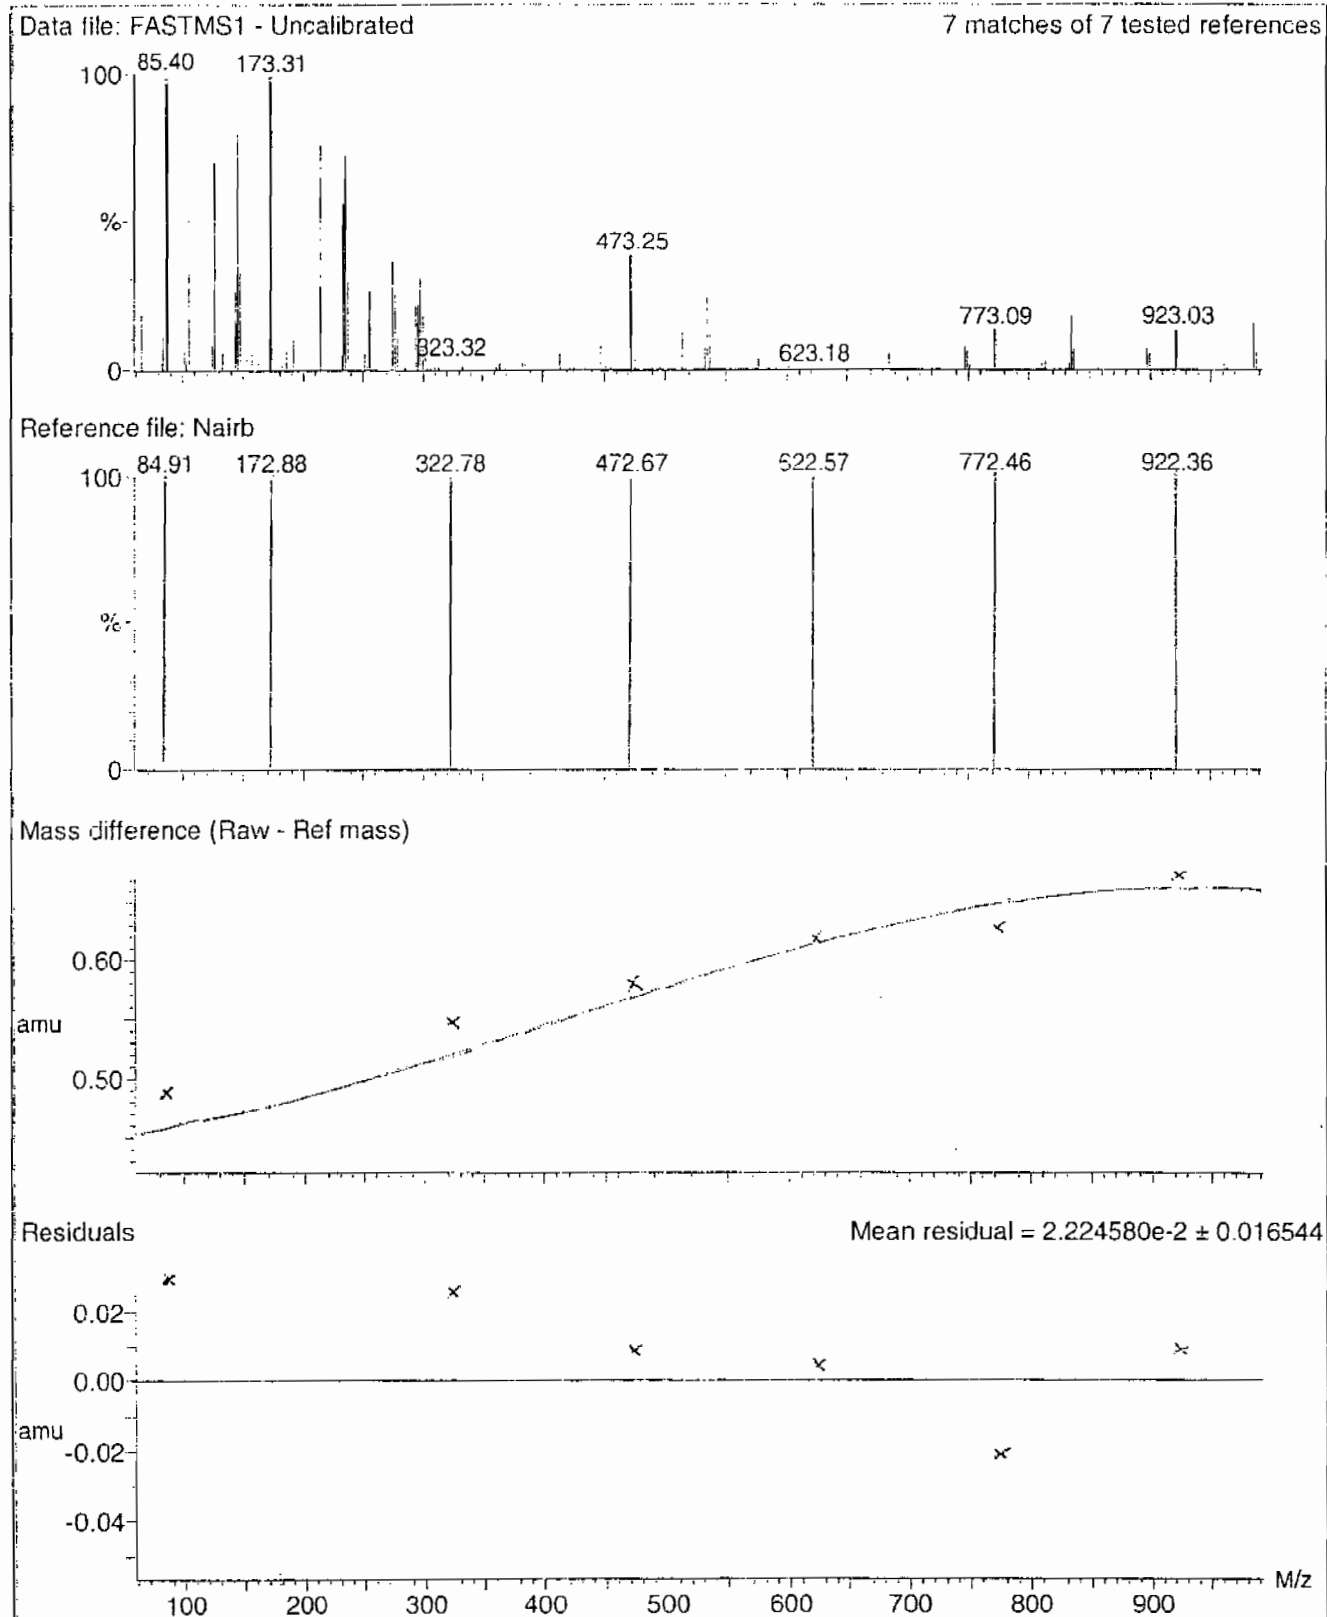 Data file: FASTMS1 - Uncalibrated 7 matches of 7 tested references
85.40 173.31
100
%
473.25
773.09 923.03
323.32 623.18
0
Reference file: Nairb
84.91 172.88 322.78 472.67 622.57 772.46 922.36
100
%
0
Mass difference (Raw - Ref mass)
0.60
amu
0.50
Residuals Mean residual = 2.224580e-2 ± 0.016544
0.02
0.00
amu
-0.02
-0.04
M/z
100 200 300 400 500 600 700 800 900